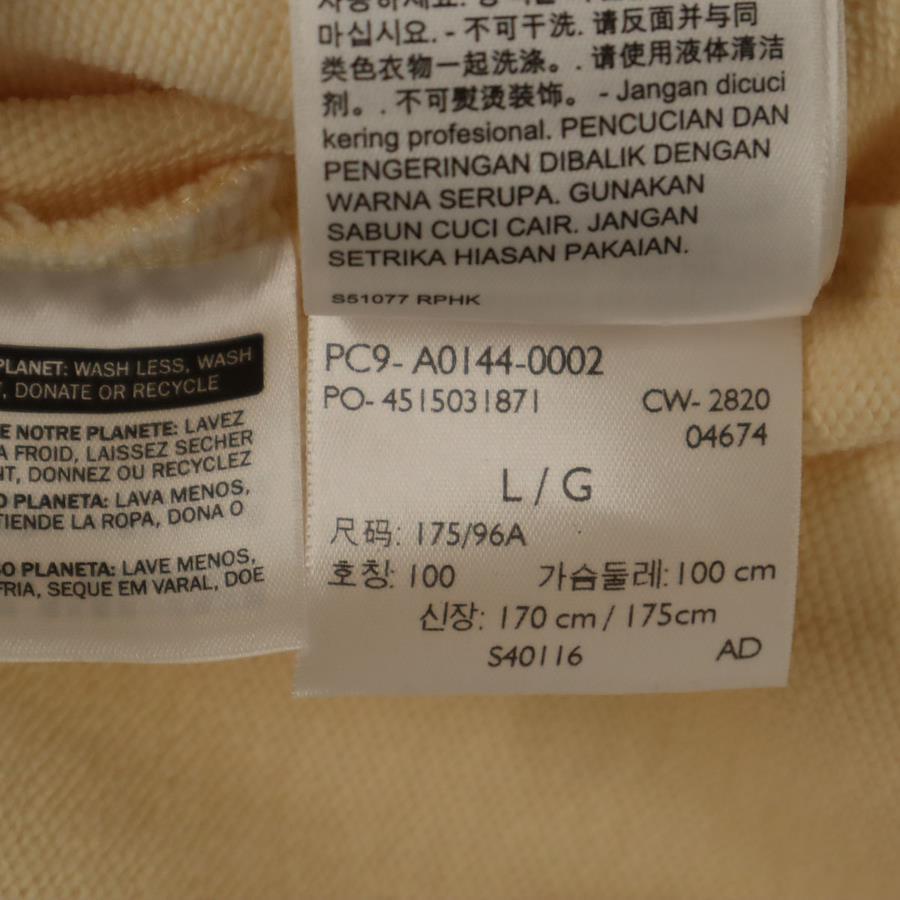 마십시오. - 不可干洗. 请反面并与同
类色衣物一起洗涤。. 请使用液体清洁
剂。. 不可熨烫装饰。 - Jangan dicuci
kering profesional. PENCUCIAN DAN
PENGERINGAN DIBALIK DENGAN
WARNA SERUPA. GUNAKAN
SABUN CUCI CAIR. JANGAN
SETRIKA HIASAN PAKAIAN.
S51077 RPHK
PLANET: WASH LESS, WASH
, DONATE OR RECYCLE
E NOTRE PLANETE: LAVEZ
A FROID, LAISSEZ SECHER
NT, DONNEZ OU RECYCLEZ
O PLANETA: LAVA MENOS,
TIENDE LA ROPA, DONA O
SO PLANETA: LAVE MENOS,
FRIA, SEQUE EM VARAL, DOE
PC9- A0144-0002
PO- 4515031871 CW- 2820
04674
L / G
尺码: 175/96A
호칭: 100 가슴둘레: 100 cm
신장: 170 cm / 175cm
S40116 AD